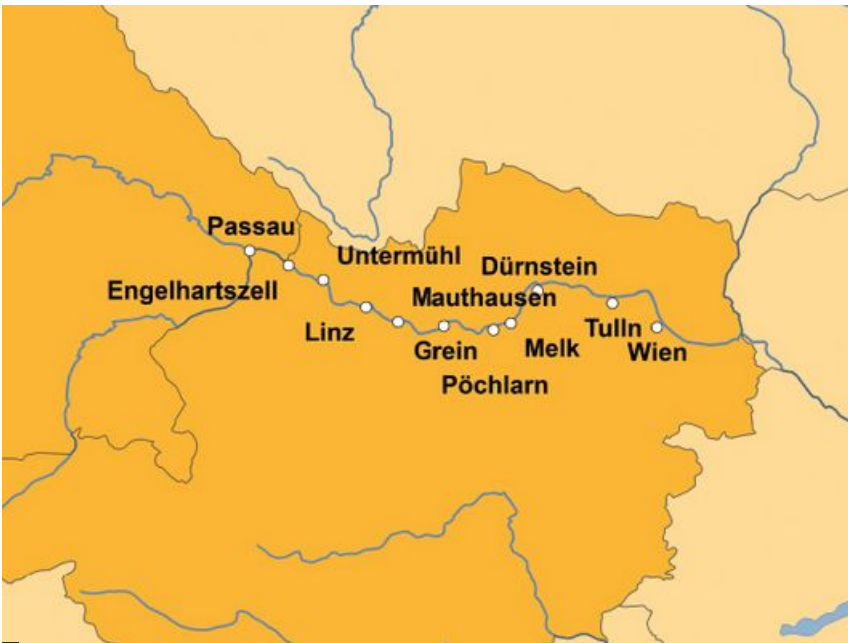 Passau
Untermühl
Dürnstein
Engelhartszell
Mauthausen
Linz
Grein
Melk
Tulln
Wien
Pöchlarn